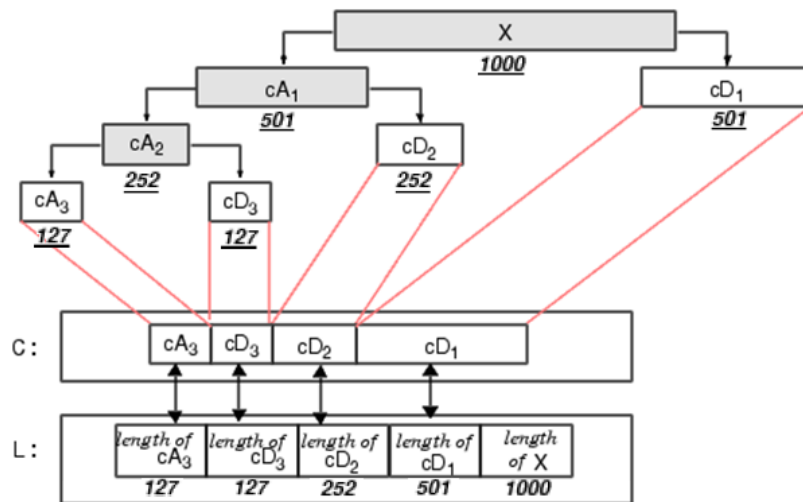 X
1000
cA₁
cD₁
501
501
cA₂
cD₂
252
252
cA₃
cD₃
127
127
C:
cA₃ cD₃ cD₂ cD₁
L:
length of length of length of length of length
cA₃ cD₃ cD₂ cD₁ of X
127 127 252 501 1000